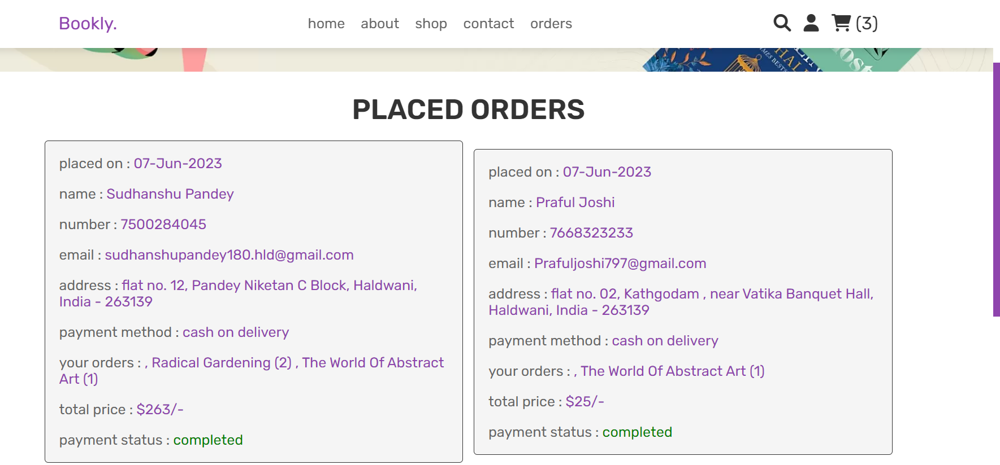 Bookly.
home about shop contact orders
(3)
PLACED ORDERS
placed on : 07-Jun-2023
name : Sudhanshu Pandey
number : 7500284045
email : sudhanshupandey180.hld@gmail.com
address : flat no. 12, Pandey Niketan C Block, Haldwani,
India - 263139
payment method : cash on delivery
your orders : , Radical Gardening (2) , The World Of Abstract
Art (1)
total price : $263/-
payment status : completed
placed on : 07-Jun-2023
name : Praful Joshi
number : 7668323233
email : Prafuljoshi797@gmail.com
address : flat no. 02, Kathgodam , near Vatika Banquet Hall,
Haldwani, India - 263139
payment method : cash on delivery
your orders : , The World Of Abstract Art (1)
total price : $25/-
payment status : completed